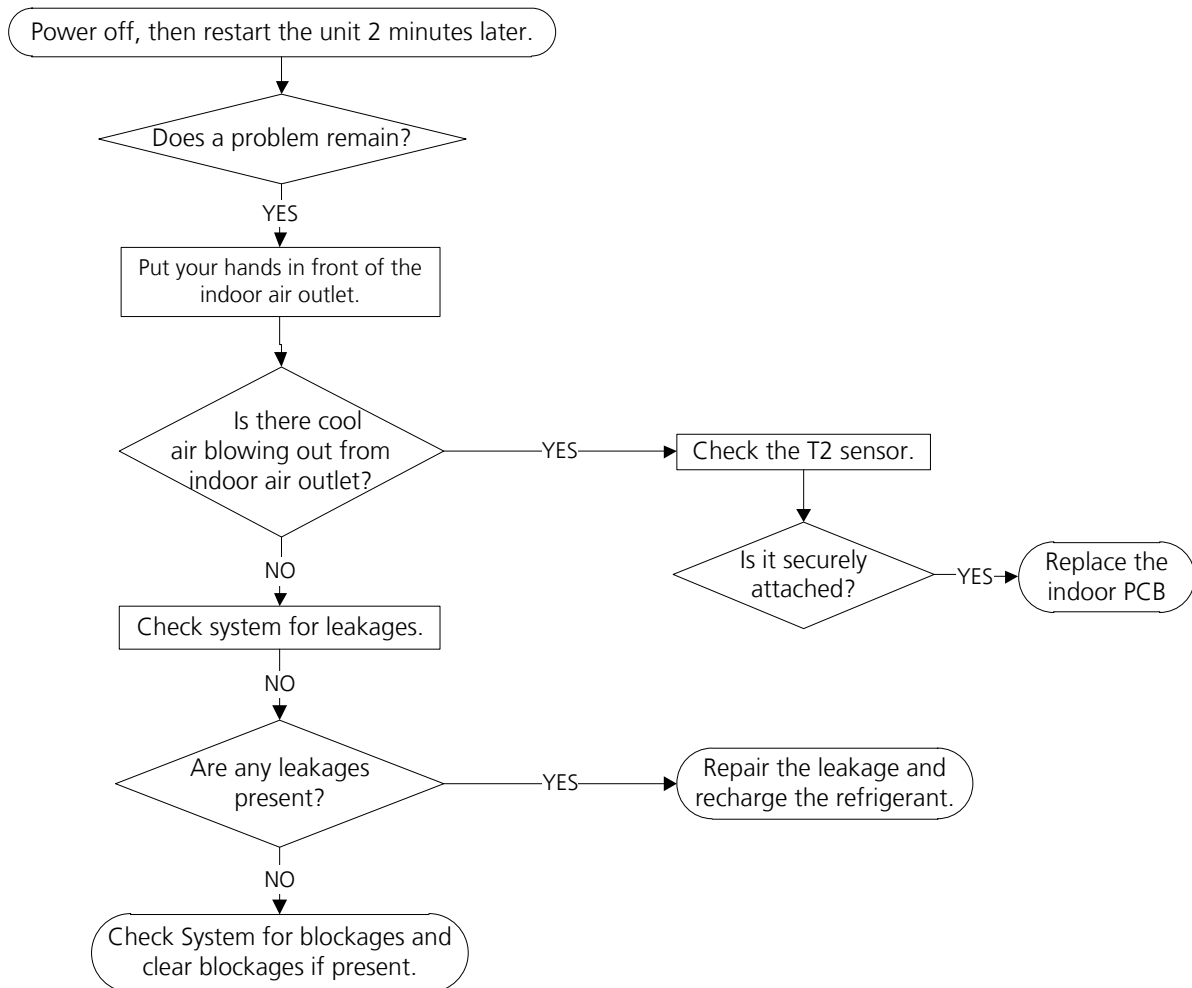 Power off, then restart the unit 2 minutes later.
Does a problem remain?
YES
Put your hands in front of the
indoor air outlet.
Is there cool
air blowing out from
indoor air outlet?
YES
Check the T2 sensor.
Is it securely
attached?
YES
Replace the
indoor PCB
NO
Check system for leakages.
NO
Are any leakages
present?
YES
Repair the leakage and
recharge the refrigerant.
NO
Check System for blockages and
clear blockages if present.